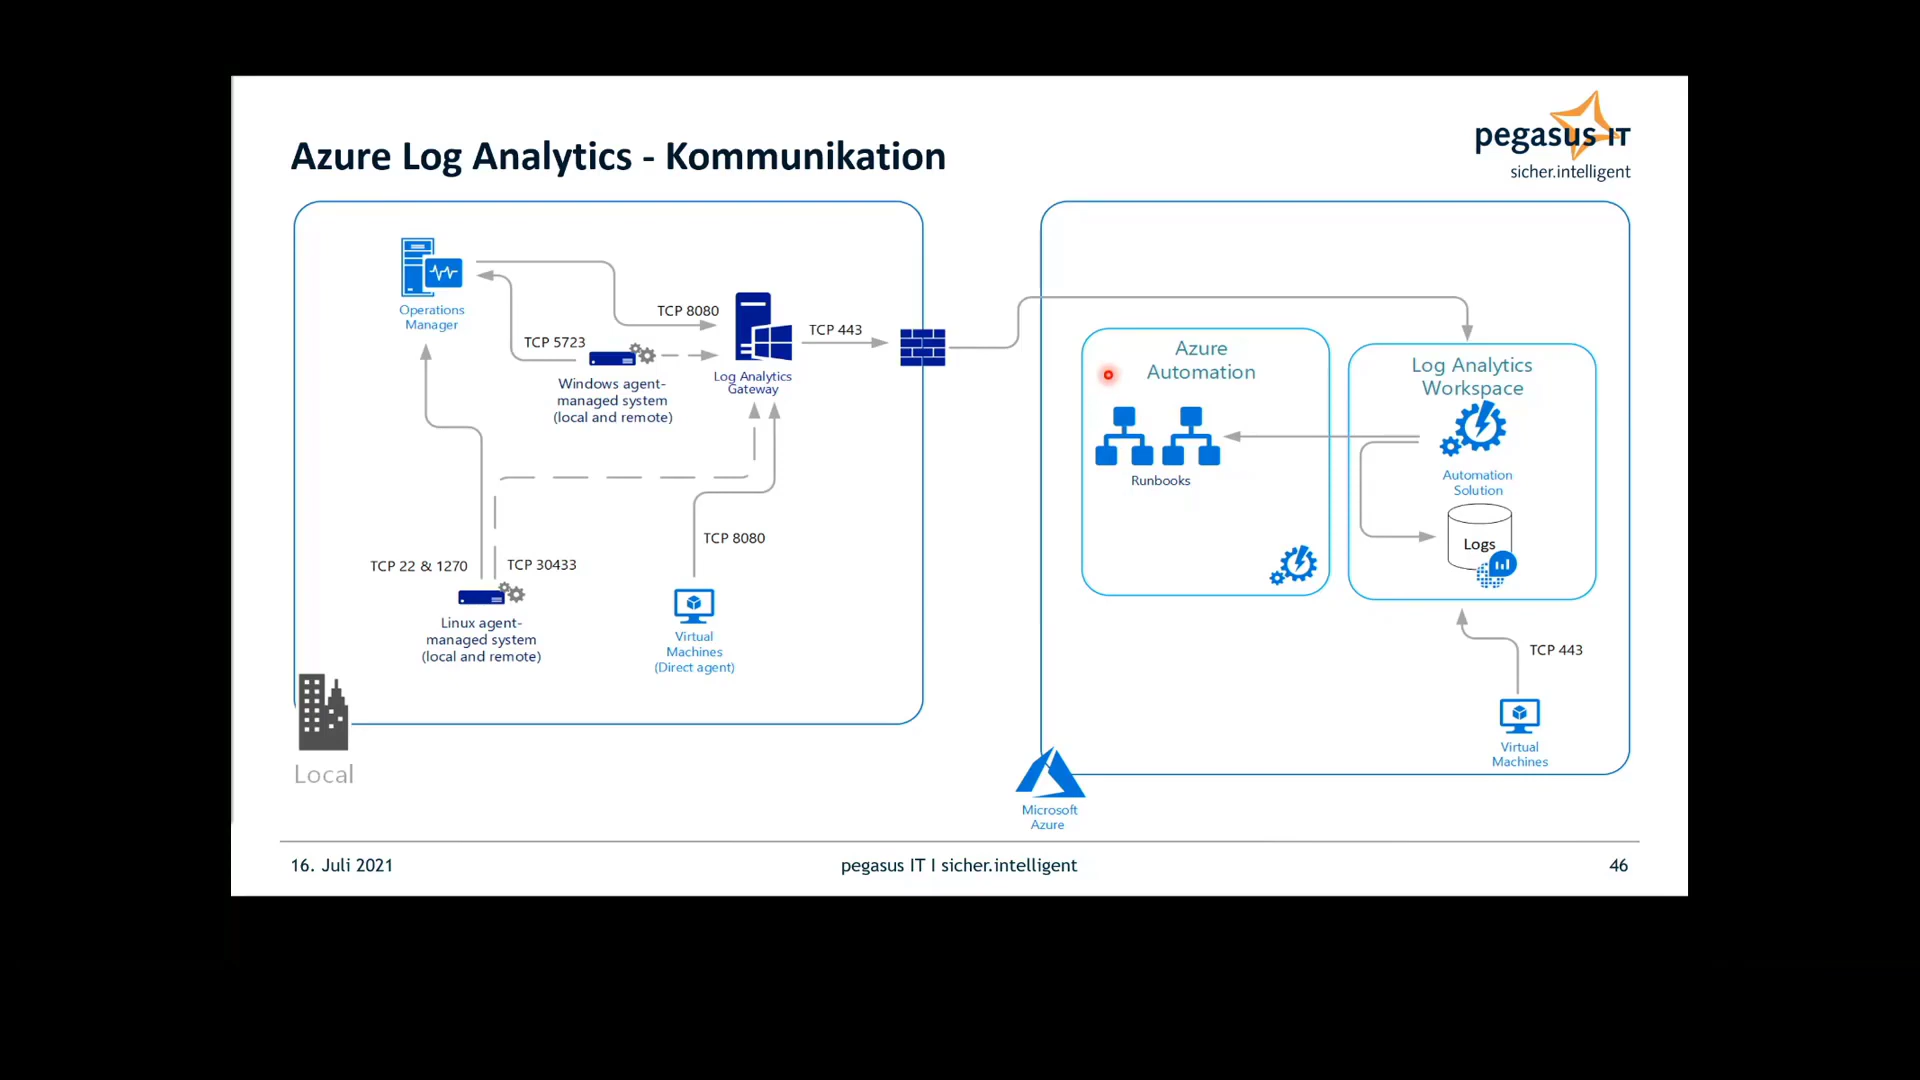 pegasus IT
sicher.intelligent
Azure Log Analytics - Kommunikation
Operations
Manager
TCP 8080
TCP 5723
TCP 443
Windows agent-
managed system
(local and remote)
Log Analytics
Gateway
TCP 22 & 1270
TCP 30433
TCP 8080
Linux agent-
managed system
(local and remote)
Virtual
Machines
(Direct agent)
Local
Azure
Automation
Runbooks
Log Analytics
Workspace
Automation
Solution
Logs
TCP 443
Virtual
Machines
Microsoft
Azure
16. Juli 2021
pegasus IT I sicher.intelligent
46